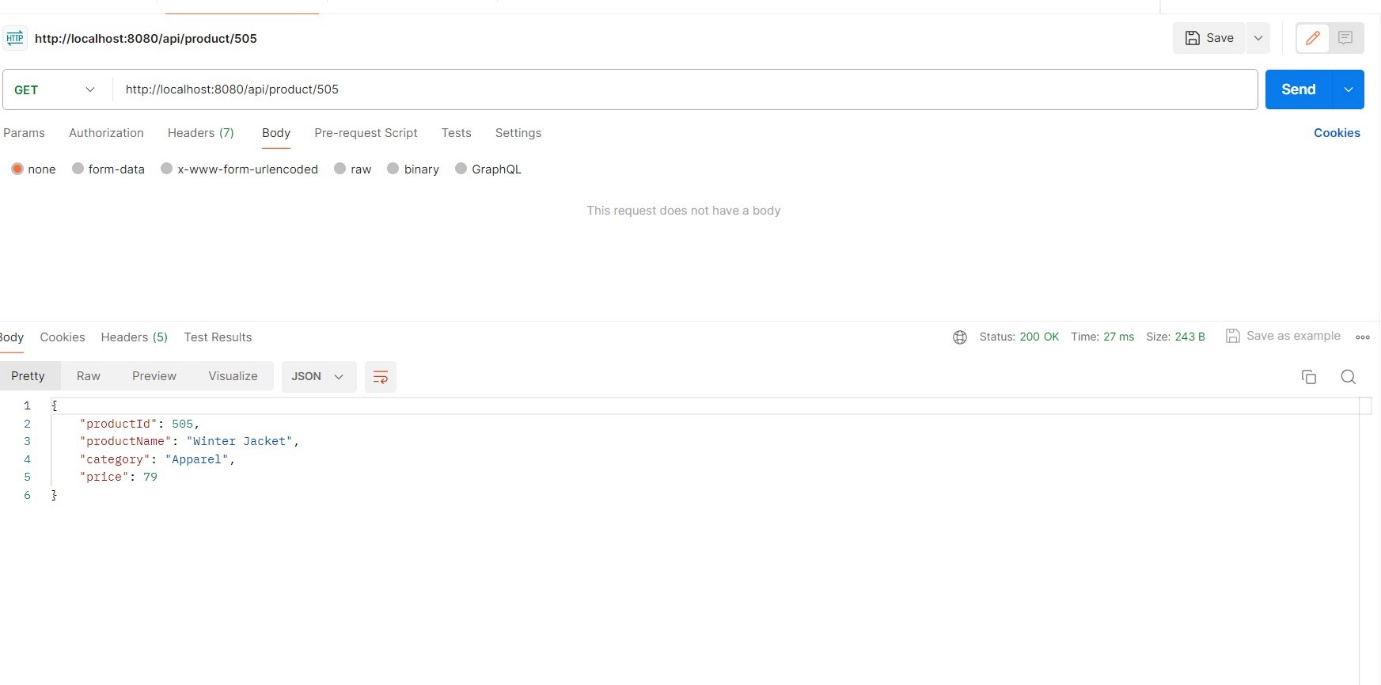 HTTP http://localhost:8080/api/product/505 Save
GET http://localhost:8080/api/product/505 Send
Params Authorization Headers (7) Body Pre-request Script Tests Settings Cookies
none form-data x-www-form-urlencoded raw binary GraphQL
This request does not have a body
Body Cookies Headers (5) Test Results Status: 200 OK Time: 27 ms Size: 243 B Save as example
Pretty Raw Preview Visualize JSON
1 {
2 "productId": 505,
3 "productName": "Winter Jacket",
4 "category": "Apparel",
5 "price": 79
6 }